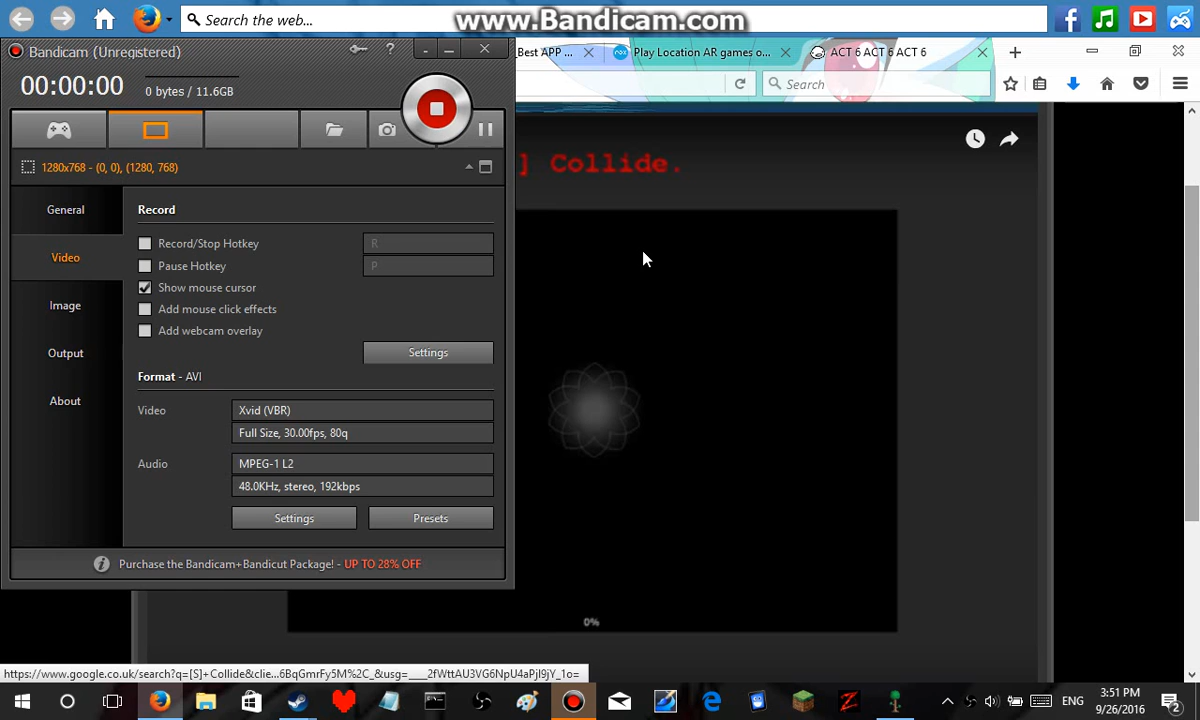 Search the web...
www.Bandicam.com
Bandicam (Unregistered)
?
Best APP ...
nex
Play Location AR games o...
ACT 6 ACT 6
00:00:00
0 bytes / 11.6GB
Search
] Collide.
1280x768 - (0, 0), (1280, 768)
General
Video
Image
Output
About
Record
Record/Stop Hotkey
R
Pause Hotkey
P
Show mouse cursor
Add mouse click effects
Add webcam overlay
Settings
Format - AVI
Video
Xvid (VBR)
Full Size, 30.00fps, 80q
Audio
MPEG-1 L2
48.0KHz, stereo, 192kbps
Settings
Presets
Purchase the Bandicam+Bandicut Package! - UP TO 28% OFF
0%
https://www.google.co.uk/search?q=[S]+Collide&clie...6BqGmrFy5M%2C_&usg=___2fWttAU3VG6NpU4aPjI9jY_1o=
ENG
3:51 PM
9/26/2016
2